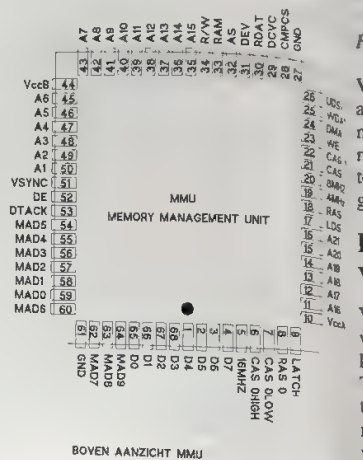 A7 43
A8 42
A9 41
A10 40
A11 39
A12 38
A13 37
A14 36
A15 35
R/W 34
RAM 33
AS 32
DEV 31
RDAT 30
DCYC 29
CMPCS 28
GND 27
VccB 44
A6 45
A5 46
A4 47
A3 48
A2 49
A1 50
VSYNC 51
DE 52
DTACK 53
MAD5 54
MAD4 55
MAD3 56
MAD2 57
MAD1 58
MAD0 59
MAD6 60
MMU
MEMORY MANAGEMENT UNIT
26 UDS
25 WDA
24 DMA
23 WE
22 CAS1
21 CAS
20 8MHz
19 4MHz
18 RAS
17 LDS
16 A21
15 A20
14 A19
13 A18
12 A17
11 A16
10 VccA
61 GND
62 MAD7
63 MAD8
64 MAD9
65 D0
66 D1
67 D2
68 D3
1 D4
2 D5
3 D6
4 D7
5 16MHZ
6 CAS 0HIGH
7 CAS 0LOW
8 RAS 0
9 LATCH
BOVEN AANZICHT MMU